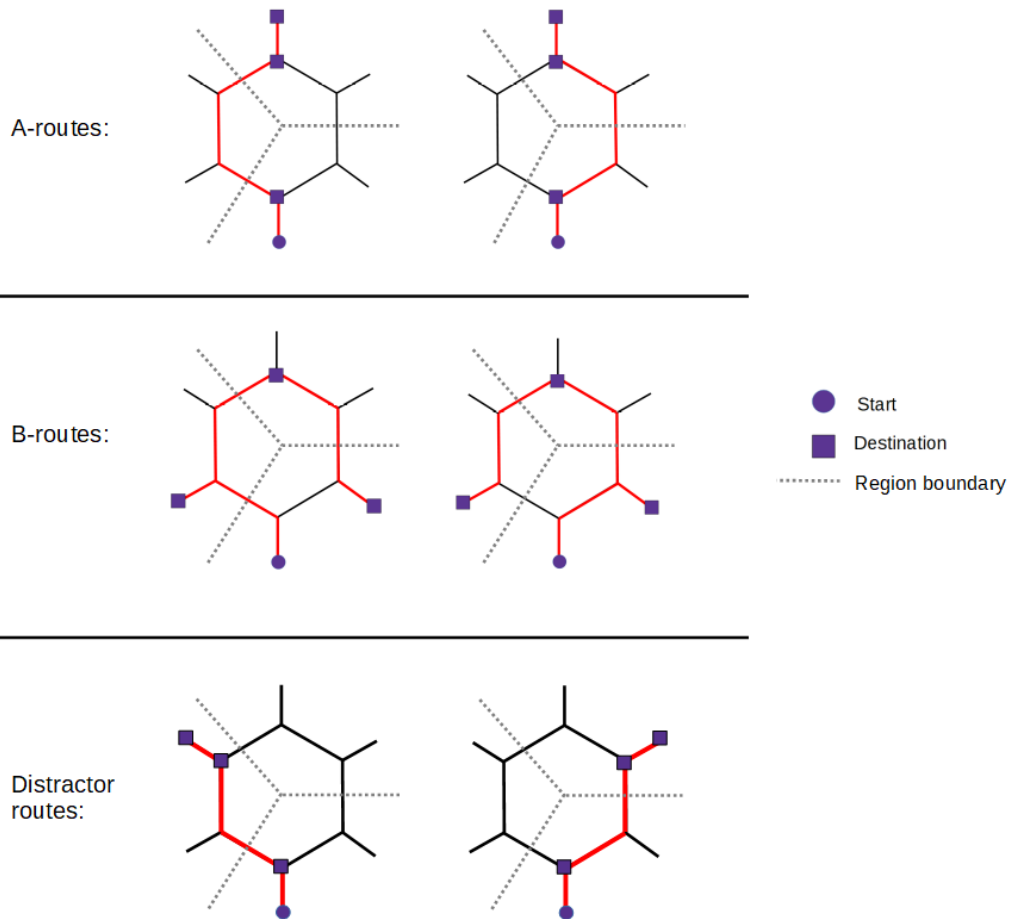 A-routes:
B-routes:
Start
Destination
Region boundary
Distractor
routes: